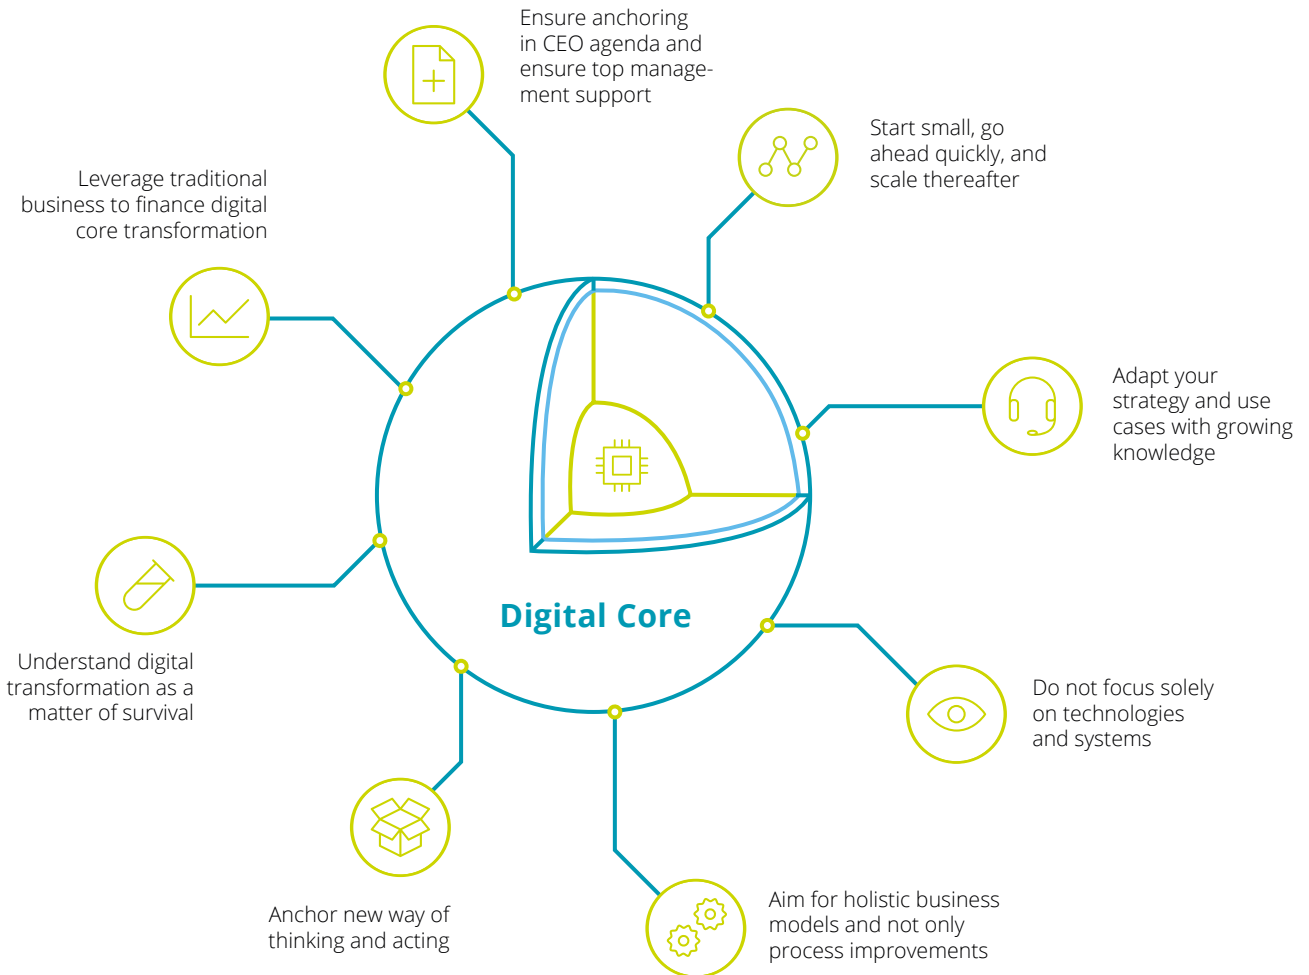 Ensure anchoring
in CEO agenda and
ensure top manage-
ment support
Start small, go
ahead quickly, and
scale thereafter
Leverage traditional
business to finance digital
core transformation
Adapt your
strategy and use
cases with growing
knowledge
Digital Core
Understand digital
transformation as a
matter of survival
Do not focus solely
on technologies
and systems
Anchor new way of
thinking and acting
Aim for holistic business
models and not only
process improvements